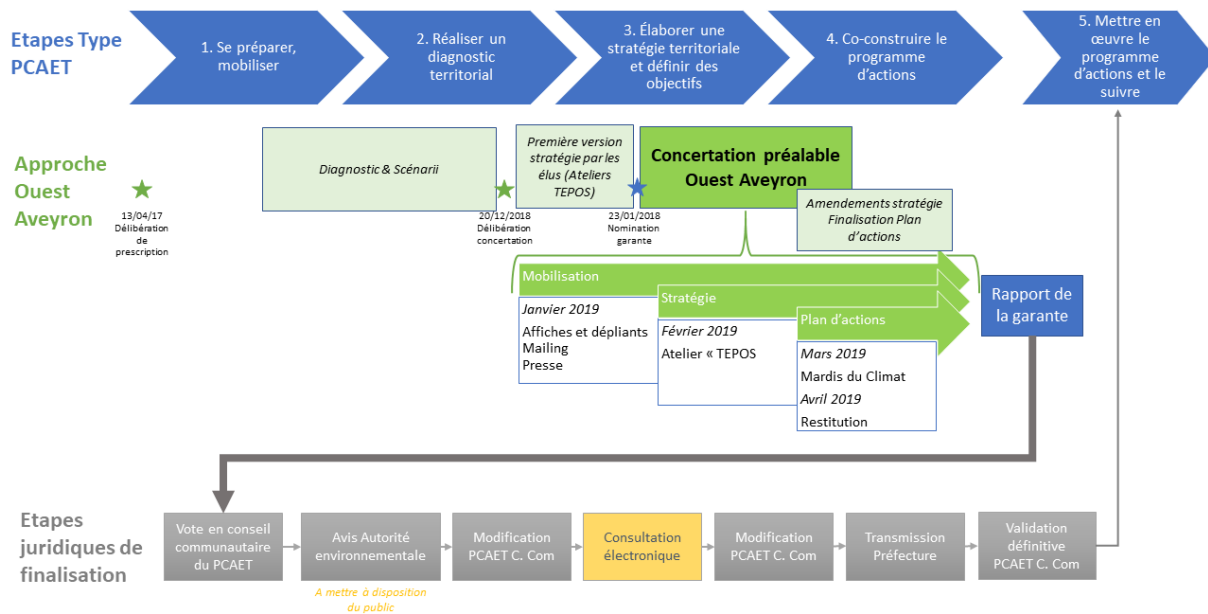 Etapes Type
PCAET
1. Se préparer,
mobiliser
2. Réaliser un
diagnostic
territorial
3. Élaborer une
stratégie territoriale
et définir des
objectifs
4. Co-construire le
programme
d'actions
5. Mettre en
œuvre le
programme
d'actions et le
suivre
Approche
Ouest
Aveyron
13/04/17
Délibération
de
prescription
Diagnostic & Scénarii
20/12/2018
Délibération
concertation
Première version
stratégie par les
élus (Ateliers
TEPOS)
23/01/2018
Nomination
garante
Concertation préalable
Ouest Aveyron
Amendements stratégie
Finalisation Plan
d'actions
Mobilisation
Janvier 2019
Affiches et dépliants
Mailing
Presse
Stratégie
Février 2019
Atelier « TEPOS
Plan d'actions
Mars 2019
Mardis du Climat
Avril 2019
Restitution
Rapport de
la garante
Etapes
juridiques de
finalisation
Vote en conseil
communautaire
du PCAET
Avis Autorité
environnementale
A mettre à disposition
du public
Modification
PCAET C. Com
Consultation
électronique
Modification
PCAET C. Com
Transmission
Préfecture
Validation
définitive
PCAET C. Com